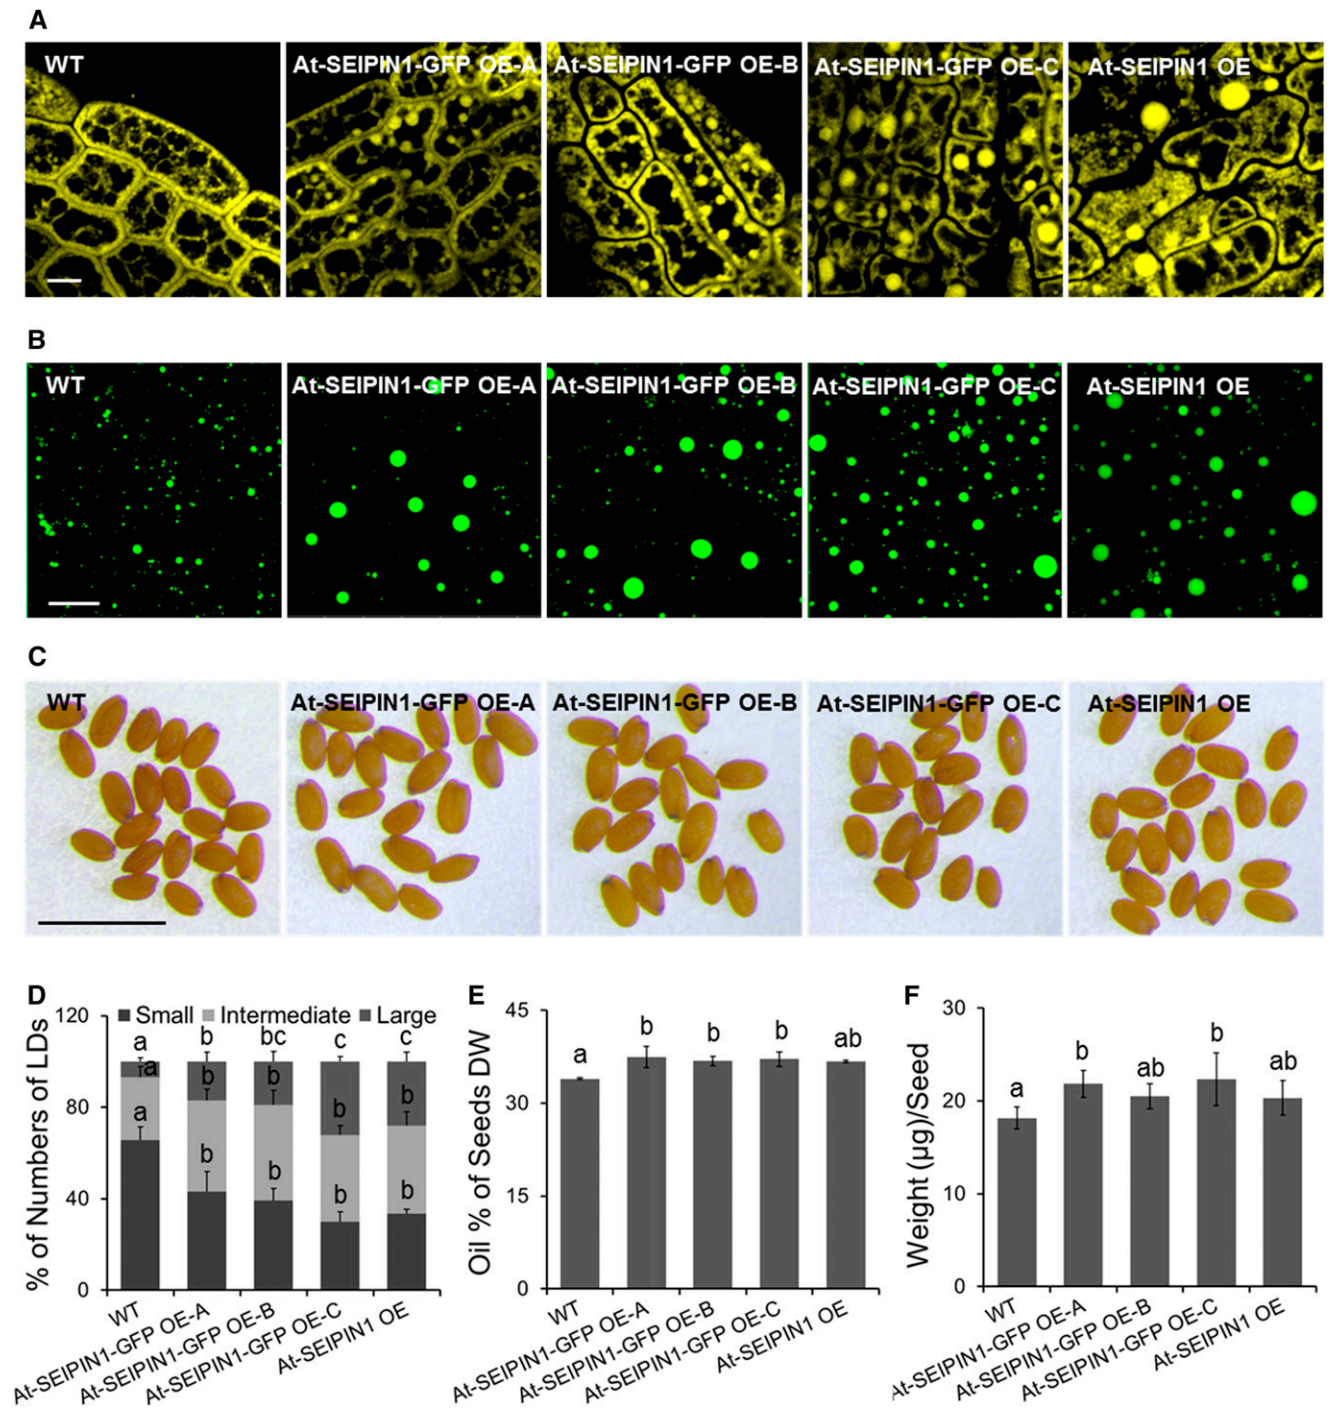 A
WT
At-SEIPIN1-GFP OE-A
At-SEIPIN1-GFP OE-B
At-SEIPIN1-GFP OE-C
At-SEIPIN1 OE
B
WT
At-SEIPIN1-GFP OE-A
At-SEIPIN1-GFP OE-B
At-SEIPIN1-GFP OE-C
At-SEIPIN1 OE
C
WT
At-SEIPIN1-GFP OE-A
At-SEIPIN1-GFP OE-B
At-SEIPIN1-GFP OE-C
At-SEIPIN1 OE
D
% of Numbers of LDs
120
80
40
0
Small Intermediate Large
a b bc c c
a b b b b
a b b b b
WT
At-SEIPIN1-GFP OE-A
At-SEIPIN1-GFP OE-B
At-SEIPIN1-GFP OE-C
At-SEIPIN1 OE
E
Oil % of Seeds DW
45
30
15
0
a b b b ab
WT
At-SEIPIN1-GFP OE-A
At-SEIPIN1-GFP OE-B
At-SEIPIN1-GFP OE-C
At-SEIPIN1 OE
F
Weight (µg)/Seed
30
20
10
0
a b ab b ab
WT
At-SEIPIN1-GFP OE-A
At-SEIPIN1-GFP OE-B
At-SEIPIN1-GFP OE-C
At-SEIPIN1 OE